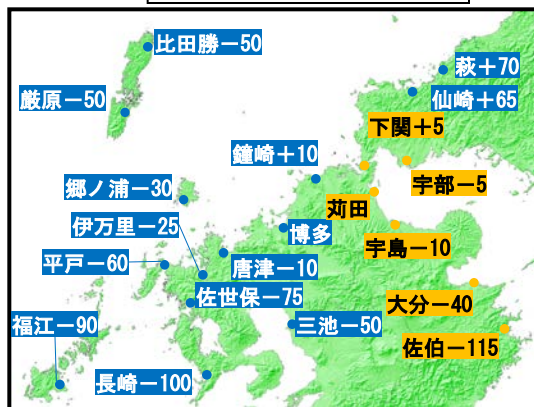 比田勝－50
萩＋70
厳原－50
仙崎＋65
下関＋5
鐘崎＋10
宇部－5
郷ノ浦－30
苅田
伊万里－25
博多
宇島－10
平戸－60
唐津－10
佐世保－75
大分－40
福江－90
三池－50
佐伯－115
長崎－100